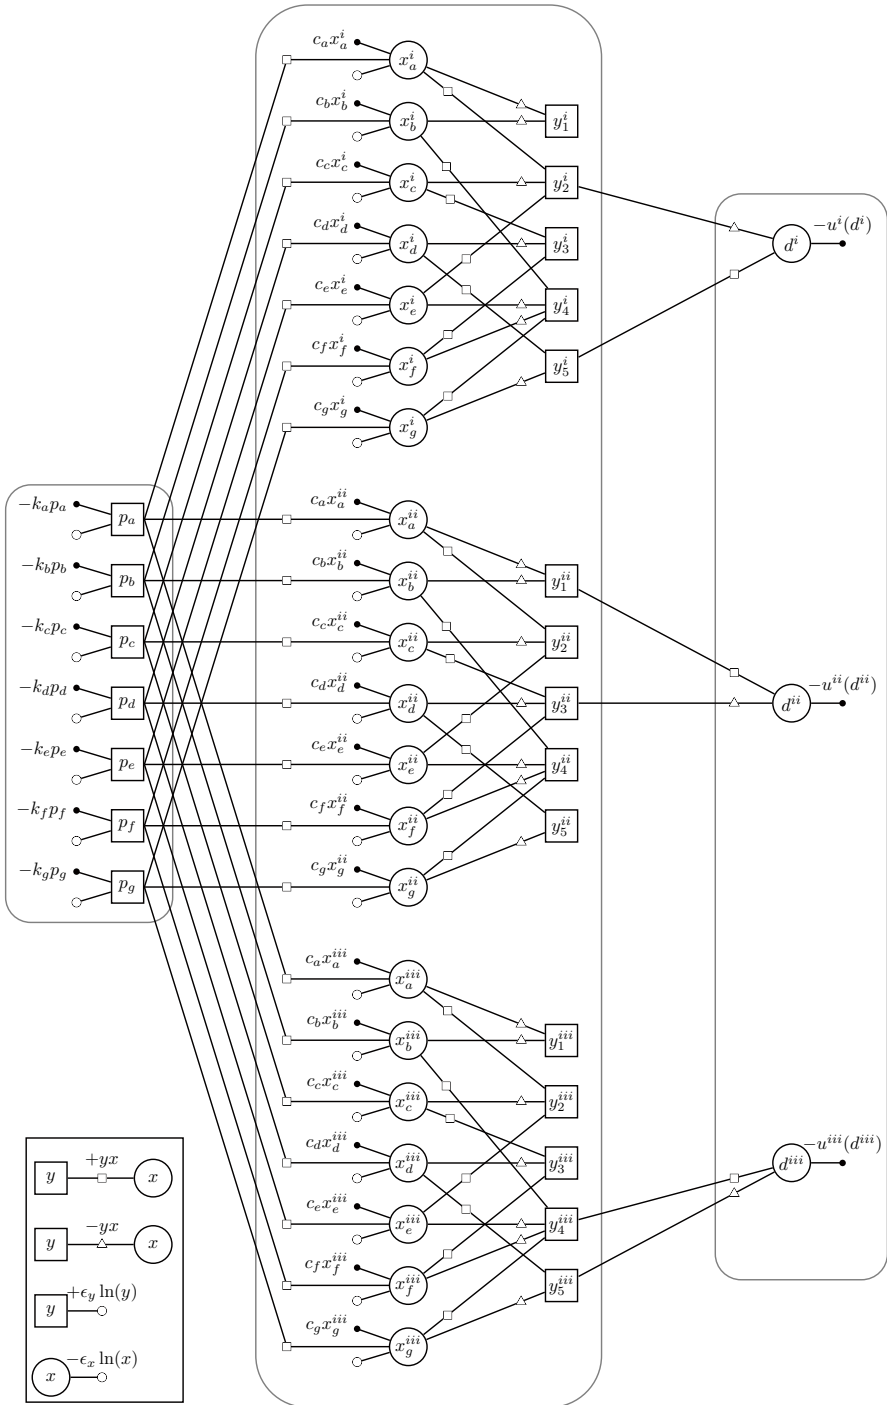 $c_a x_a^i$
$x_a^i$
$c_b x_b^i$
$x_b^i$
$y_1^i$
$c_c x_c^i$
$x_c^i$
$y_2^i$
$c_d x_d^i$
$x_d^i$
$y_3^i$
$c_e x_e^i$
$x_e^i$
$y_4^i$
$c_f x_f^i$
$x_f^i$
$y_5^i$
$c_g x_g^i$
$x_g^i$
$d^i$
$-u^i(d^i)$
$-k_a p_a$
$p_a$
$-k_b p_b$
$p_b$
$-k_c p_c$
$p_c$
$-k_d p_d$
$p_d$
$-k_e p_e$
$p_e$
$-k_f p_f$
$p_f$
$-k_g p_g$
$p_g$
$c_a x_a^{ii}$
$x_a^{ii}$
$c_b x_b^{ii}$
$x_b^{ii}$
$y_1^{ii}$
$c_c x_c^{ii}$
$x_c^{ii}$
$y_2^{ii}$
$c_d x_d^{ii}$
$x_d^{ii}$
$y_3^{ii}$
$c_e x_e^{ii}$
$x_e^{ii}$
$y_4^{ii}$
$c_f x_f^{ii}$
$x_f^{ii}$
$y_5^{ii}$
$c_g x_g^{ii}$
$x_g^{ii}$
$d^{ii}$
$-u^{ii}(d^{ii})$
$c_a x_a^{iii}$
$x_a^{iii}$
$c_b x_b^{iii}$
$x_b^{iii}$
$y_1^{iii}$
$c_c x_c^{iii}$
$x_c^{iii}$
$y_2^{iii}$
$c_d x_d^{iii}$
$x_d^{iii}$
$y_3^{iii}$
$c_e x_e^{iii}$
$x_e^{iii}$
$y_4^{iii}$
$c_f x_f^{iii}$
$x_f^{iii}$
$y_5^{iii}$
$c_g x_g^{iii}$
$x_g^{iii}$
$d^{iii}$
$-u^{iii}(d^{iii})$
$y$ $+yx$ $x$
$y$ $-yx$ $x$
$y$ $+\epsilon_y \ln(y)$
$x$ $-\epsilon_x \ln(x)$